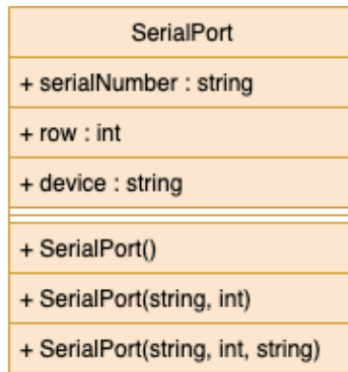 SerialPort
+ serialNumber : string
+ row : int
+ device : string
+ SerialPort()
+ SerialPort(string, int)
+ SerialPort(string, int, string)